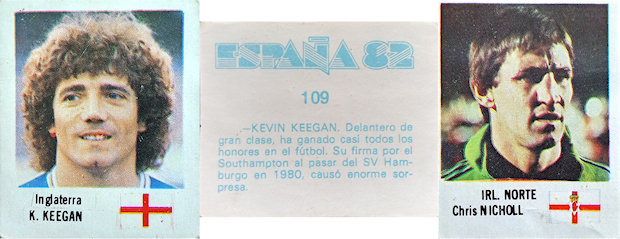 Inglaterra
K. KEEGAN
ESPAÑA 82
109
.—KEVIN KEEGAN. Delantero de
gran clase, ha ganado casi todos los
honores en el fútbol. Su firma por el
Southampton al pasar del SV Ham-
burgo en 1980, causó enorme sor-
presa.
IRL. NORTE
Chris NICHOLL